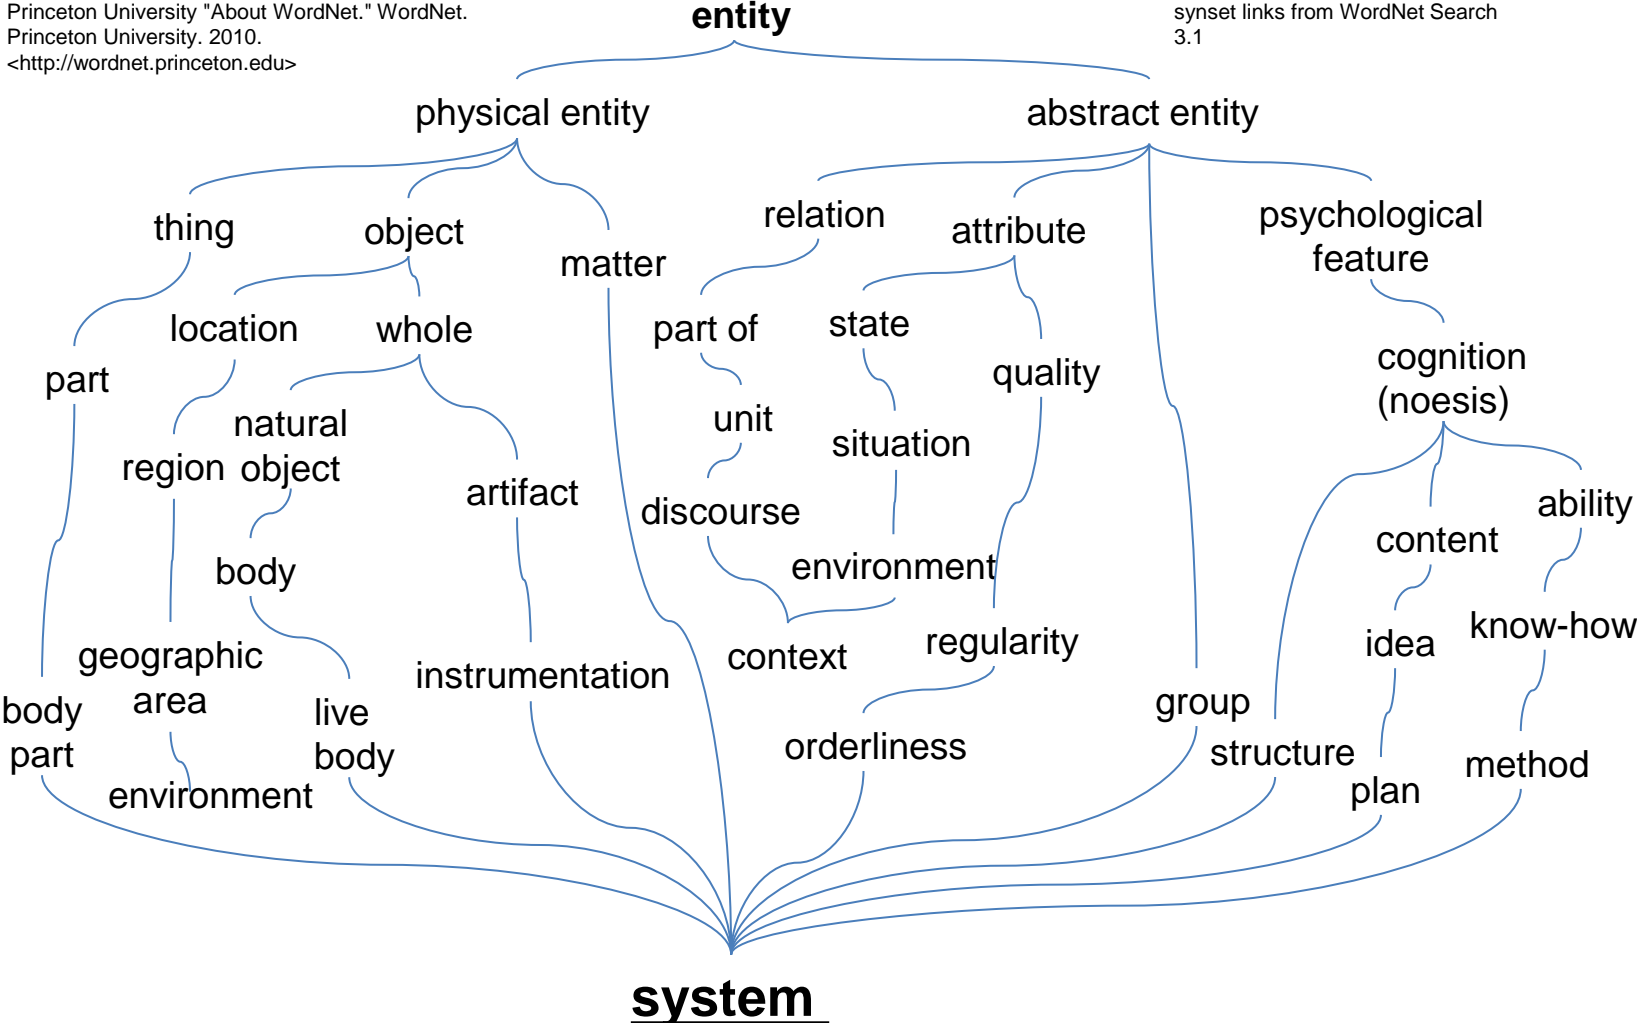 Princeton University "About WordNet." WordNet.
Princeton University. 2010.
<http://wordnet.princeton.edu>
entity
synset links from WordNet Search
3.1
physical entity
abstract entity
thing
object
matter
relation
attribute
psychological
feature
location
whole
part of
state
part
quality
cognition
(noesis)
natural
object
region
unit
situation
artifact
discourse
ability
content
body
environment
geographic
area
instrumentation
context
regularity
idea
know-how
body
part
live
body
group
structure
orderliness
environment
plan
method
system